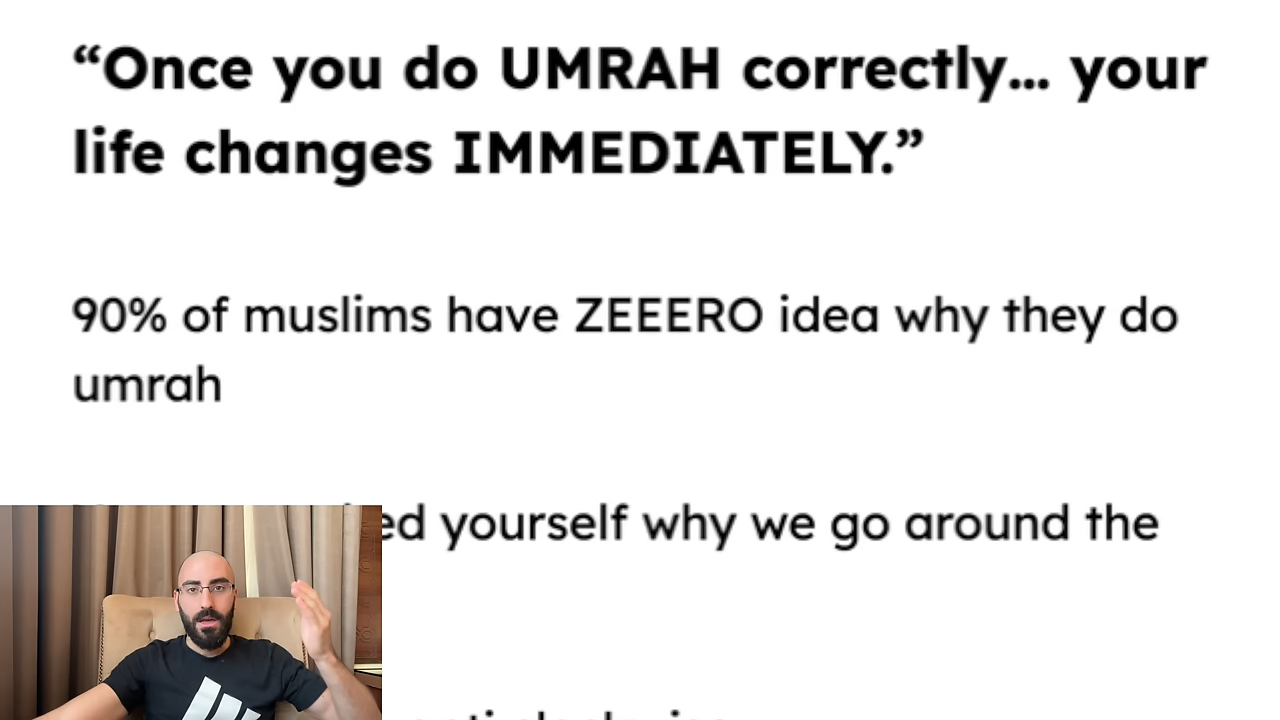 “Once you do UMRAH correctly... your
life changes IMMEDIATELY.”
90% of muslims have ZEEERO idea why they do
umrah
yourself why we go around the